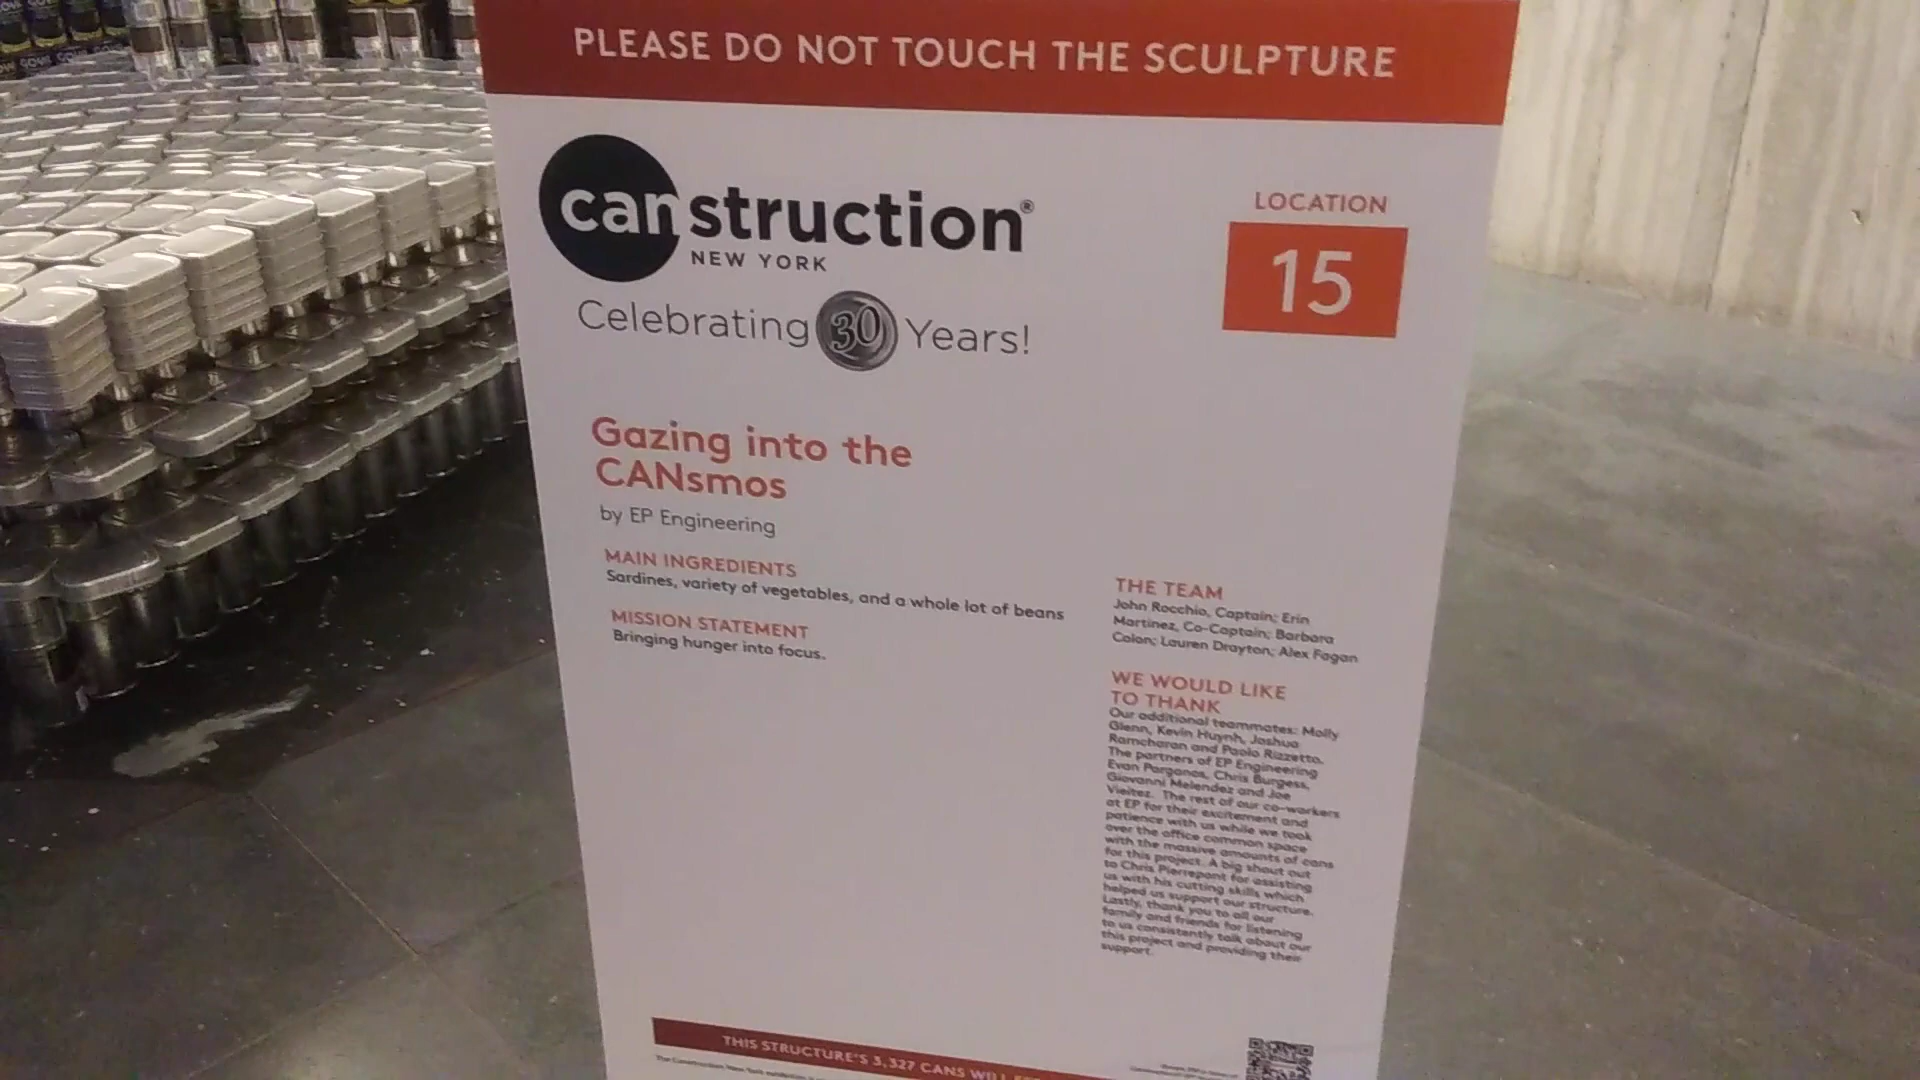 PLEASE DO NOT TOUCH THE SCULPTURE
canstruction®
NEW YORK
Celebrating 30 Years!
LOCATION
15
Gazing into the
CANsmos
by EP Engineering
MAIN INGREDIENTS
Sardines, variety of vegetables, and a whole lot of beans
MISSION STATEMENT
Bringing hunger into focus.
THE TEAM
John Rocchio, Captain; Erin
Martinez, Co-Captain; Barbara
Colon; Lauren Drayton; Alex Fagan
WE WOULD LIKE
TO THANK
Our additional teammates: Molly
Glenn, Kevin Huynh, Joshua
Ramcharan and Paolo Rizzetto.
The partners of EP Engineering
Evan Parganos, Chris Burgess,
Giovanni Melendez and Joe
Vieitez. The rest of our co-workers
at EP for their excitement and
patience with us while we took
over the office common space
with the massive amounts of cans
for this project. A big shout out
to Chris Pierrepont for assisting
us with his cutting skills which
helped us support our structure.
Lastly, thank you to all our
family and friends for listening
to us consistently talk about our
this project and providing their
support.
THIS STRUCTURE'S 3,327 CANS WILL
The Canstruction New York exhibition